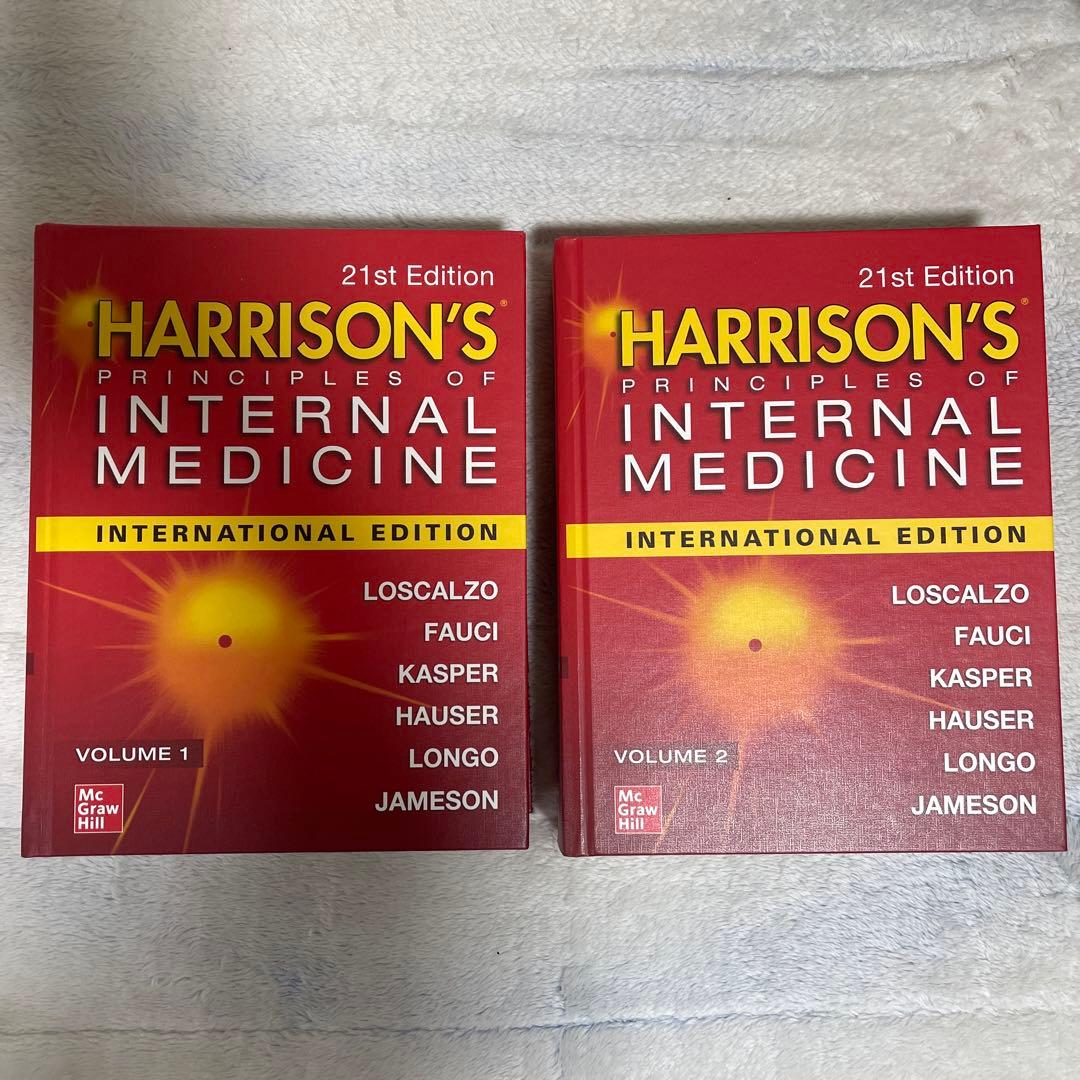 21st Edition
HARRISON'S®
PRINCIPLES OF
INTERNAL
MEDICINE
INTERNATIONAL EDITION
LOSCALZO
FAUCI
KASPER
HAUSER
LONGO
JAMESON
VOLUME 1
Mc
Graw
Hill
21st Edition
HARRISON'S®
PRINCIPLES OF
INTERNAL
MEDICINE
INTERNATIONAL EDITION
LOSCALZO
FAUCI
KASPER
HAUSER
LONGO
JAMESON
VOLUME 2
Mc
Graw
Hill